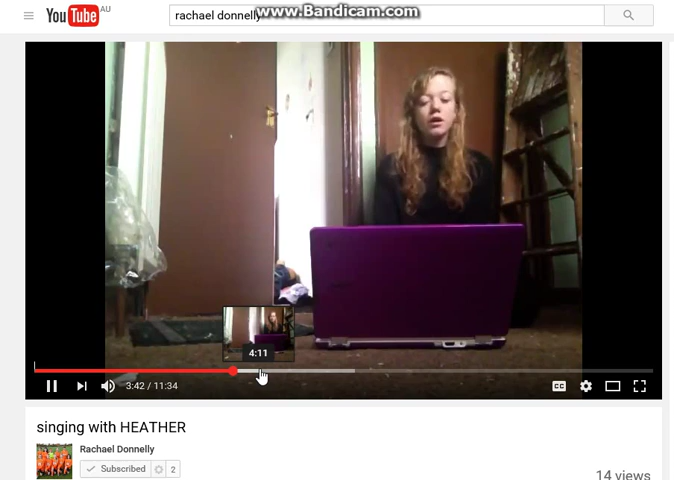 YouTube AU
rachael donnelly
www.Bandicam.com
4:11
3:42 / 11:34
CC
singing with HEATHER
Rachael Donnelly
Subscribed 2
14 views